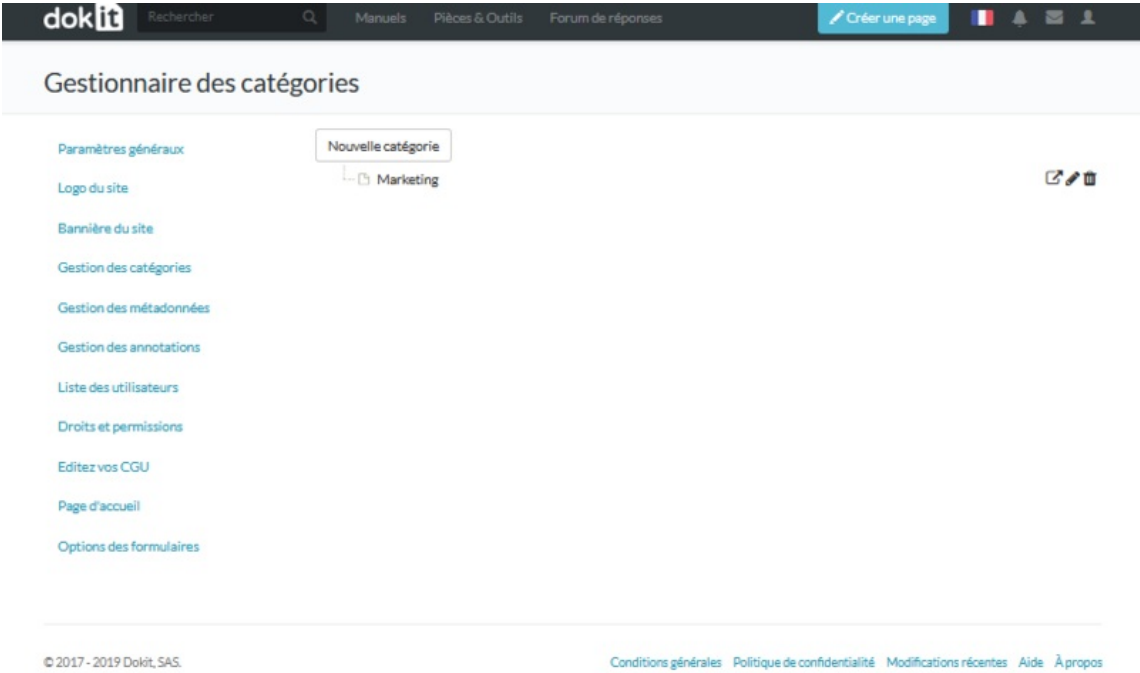 dokit Rechercher Manuels Pièces & Outils Forum de réponses Créer une page
Gestionnaire des catégories
Paramètres généraux
Logo du site
Bannière du site
Gestion des catégories
Gestion des métadonnées
Gestion des annotations
Liste des utilisateurs
Droits et permissions
Editez vos CGU
Page d'accueil
Options des formulaires
Nouvelle catégorie
Marketing
© 2017 - 2019 Dokit, SAS.
Conditions générales Politique de confidentialité Modifications récentes Aide À propos